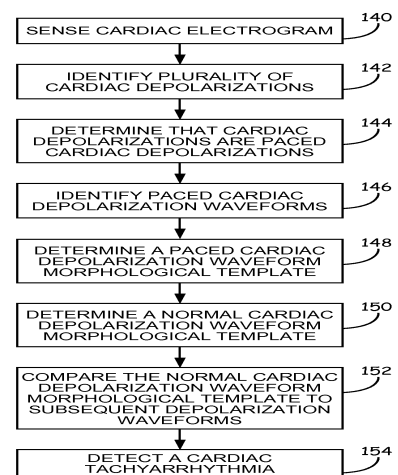 140
SENSE CARDIAC ELECTROGRAM
142
IDENTIFY PLURALITY OF
CARDIAC DEPOLARIZATIONS
144
DETERMINE THAT CARDIAC
DEPOLARIZATIONS ARE PACED
CARDIAC DEPOLARIZATIONS
146
IDENTIFY PACED CARDIAC
DEPOLARIZATION WAVEFORMS
148
DETERMINE A PACED CARDIAC
DEPOLARIZATION WAVEFORM
MORPHOLOGICAL TEMPLATE
150
DETERMINE A NORMAL CARDIAC
DEPOLARIZATION WAVEFORM
MORPHOLOGICAL TEMPLATE
152
COMPARE THE NORMAL CARDIAC
DEPOLARIZATION WAVEFORM
MORPHOLOGICAL TEMPLATE TO
SUBSEQUENT DEPOLARIZATION
WAVEFORMS
154
DETECT A CARDIAC
TACHYARRHYTHMIA